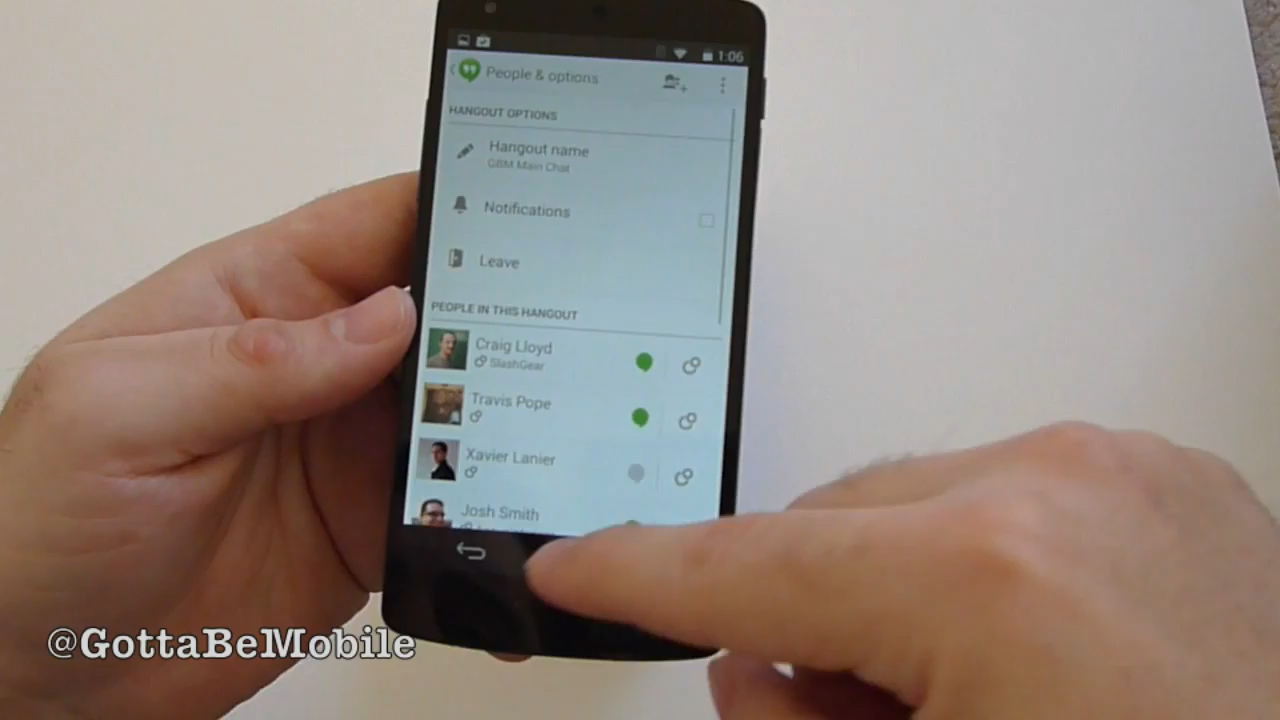 1:06
People & options
HANGOUT OPTIONS
Hangout name
GBM Main Chat
Notifications
Leave
PEOPLE IN THIS HANGOUT
Craig Lloyd
SlashGear
Travis Pope
Xavier Lanier
Josh Smith
@GottaBeMobile